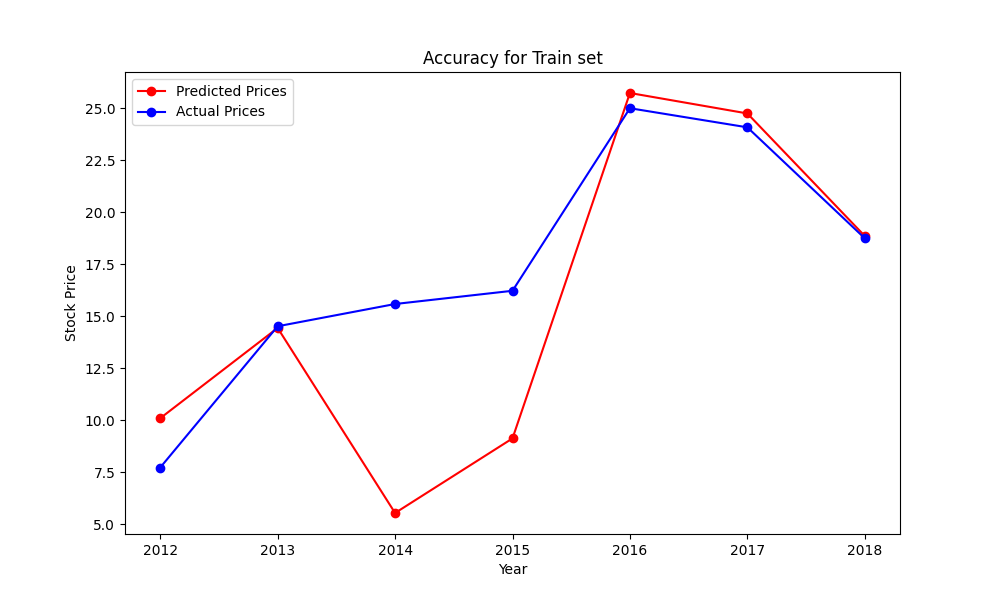 Accuracy for Train set
Predicted Prices
Actual Prices
Stock Price
25.0
22.5
20.0
17.5
15.0
12.5
10.0
7.5
5.0
2012 2013 2014 2015 2016 2017 2018
Year